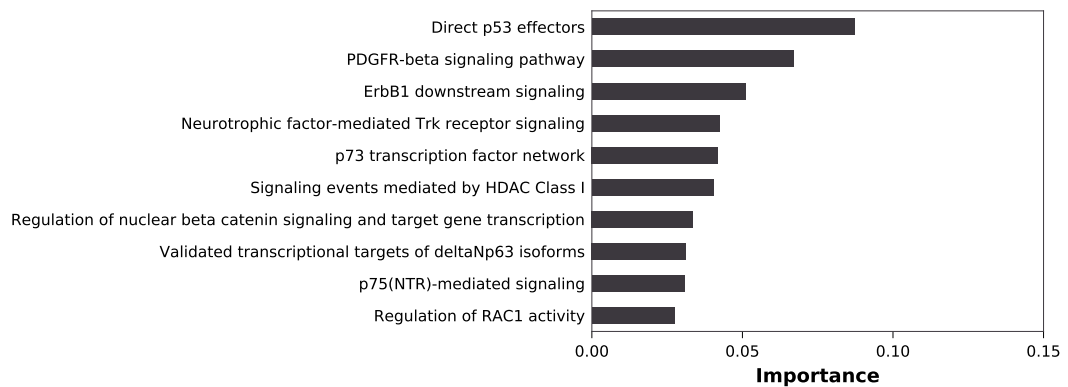 Direct p53 effectors
PDGFR-beta signaling pathway
ErbB1 downstream signaling
Neurotrophic factor-mediated Trk receptor signaling
p73 transcription factor network
Signaling events mediated by HDAC Class I
Regulation of nuclear beta catenin signaling and target gene transcription
Validated transcriptional targets of deltaNp63 isoforms
p75(NTR)-mediated signaling
Regulation of RAC1 activity
0.00 0.05 0.10 0.15
Importance